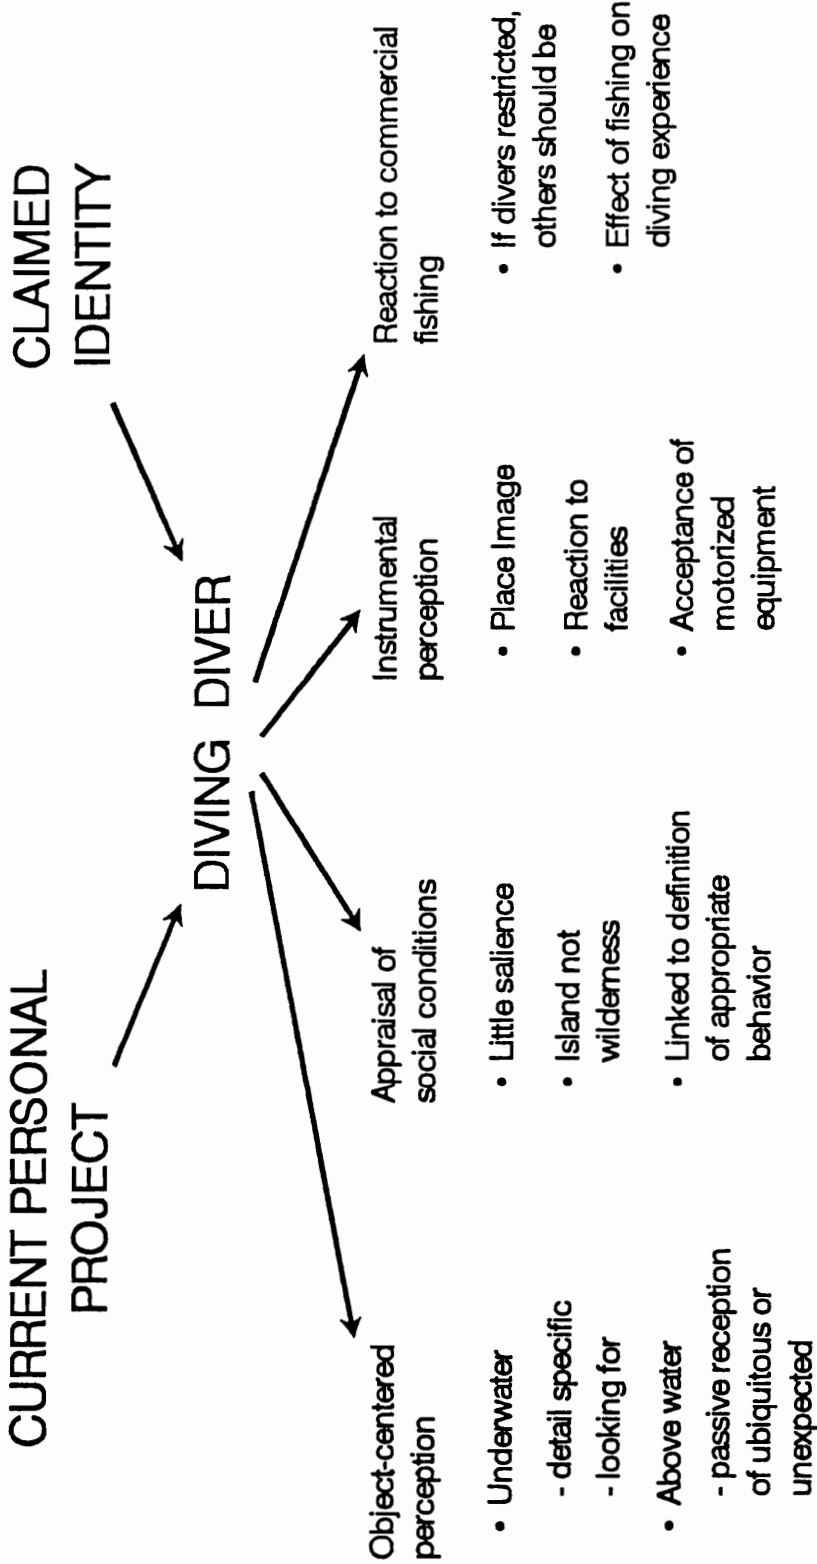 CURRENT PERSONAL
PROJECT
CLAIMED
IDENTITY
DIVING DIVER
Object-centered
perception
• Underwater
- detail specific
- looking for
• Above water
- passive reception
of ubiquitous or
unexpected
Appraisal of
social conditions
• Little salience
• Island not
wilderness
• Linked to definition
of appropriate
behavior
Instrumental
perception
• Place Image
• Reaction to
facilities
• Acceptance of
motorized
equipment
Reaction to commercial
fishing
• If divers restricted,
others should be
• Effect of fishing on
diving experience